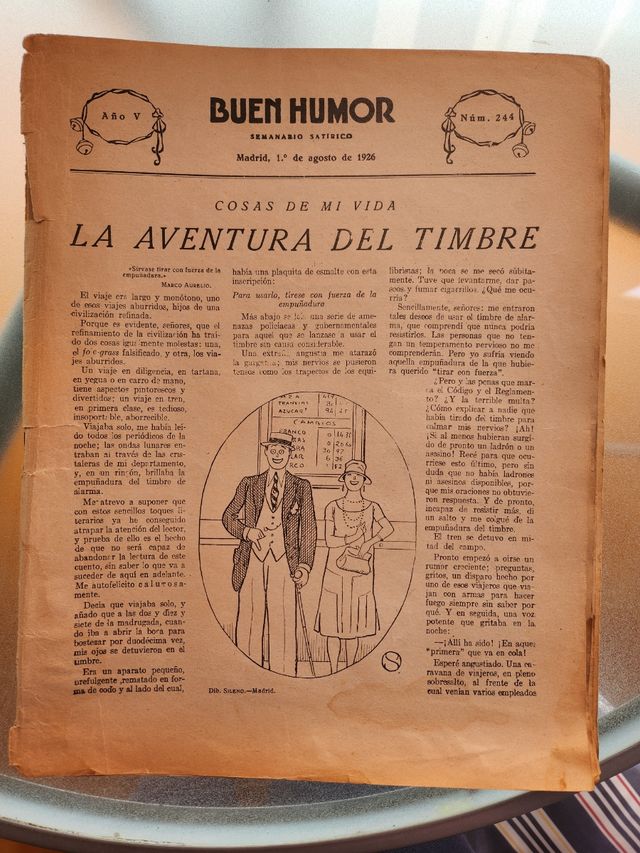 Año V
BUEN HUMOR
SEMANARIO SATÍRICO
Madrid, 1.º de agosto de 1926
Núm. 244
COSAS DE MI VIDA
LA AVENTURA DEL TIMBRE
«Sírvase tirar con fuerza de la
empuñadura.»
MARCO AURELIO.
El viaje era largo y monótono, uno
de esos viajes aburridos, hijos de una
civilización refinada.
Porque es evidente, señores, que el
refinamiento de la civilización ha traí-
do dos cosas igualmente molestas: una,
el foie-grass falsificado, y otra, los via-
jes aburridos.
Un viaje en diligencia, en tartana,
en yegua o en carro de mano,
tiene aspectos pintorescos y
divertidos; un viaje en tren,
en primera clase, es tedioso,
insoportable, aborrecible.
Viajaba solo, me había leí-
do todos los periódicos de la
noche; las ondas lunares en-
traban al través de las cris-
taleras de mi departamento,
y, en un rincón, brillaba la
empuñadura del timbre de
alarma.
Me atrevo a suponer que
con estos sencillos toques li-
terarios ya he conseguido
atrapar la atención del lector,
y prueba de ello es el hecho
de que no será capaz de
abandonar la lectura de este
cuento, sin saber lo que va a
suceder de aquí en adelante.
Me autofelicito calurosa-
mente.
Decía que viajaba solo, y
añado que a las dos y diez y
siete de la madrugada, cuan-
do iba a abrir la boca para
bostezar por duodécima vez,
mis ojos se detuvieron en el
timbre.
Era un aparato pequeño,
prefulgente, rematado en for-
ma de codo y al lado del cual,
había una plaquita de esmalte con esta
inscripción:
Para usarlo, tírese con fuerza de la
empuñadura
Más abajo se leía una serie de ame-
nazas policíacas y gubernamentales
para aquel que se lanzase a usar el
timbre sin causa considerable.
Una extraña angustia me atarazó
la garganta; mis nervios se pusieron
tensos como los trapecios de los equi-
TRANVIAS
AZUCAR
CAMBIOS
FRANCO
Dib. SILENO.—Madrid.
libristas; la boca se me secó súbita-
mente. Tuve que levantarme, dar pa-
seos y fumar cigarrillos. ¿Qué me ocu-
rría?
Sencillamente, señores: me entraron
tales deseos de usar el timbre de alar-
ma, que comprendí que nunca podría
resistirlos. Las personas que no ten-
gan un temperamento nervioso no me
comprenderán. Pero yo sufría viendo
aquella empuñadura de la que hubie-
ra querido "tirar con fuerza".
¿Pero y las penas que mar-
ca el Código y el Reglamen-
to? ¿Y la terrible multa?
¿Cómo explicar a nadie que
había tirado del timbre para
calmar mis nervios? ¡Ah!
¡Si al menos hubieran surgi-
do de pronto un ladrón o un
asesino! Recé para que ocu-
rriese esto último, pero sin
duda que no había ladrones
ni asesinos disponibles, por-
que mis oraciones no obtuvie-
ron respuesta. Y de pronto,
incapaz de resistir más, di
un salto y me colgué de la
empuñadura del timbre.
El tren se detuvo en mi-
tad del campo.
Pronto empezó a oirse un
rumor creciente; preguntas,
gritos, un disparo hecho por
uno de esos viajeros que via-
jan con armas para hacer
fuego siempre sin saber por
qué. Y en seguida, una voz
potente que gritaba en la
noche:
—¡Allí ha sido! ¡En aquel
"primera" que va en cola!
Esperé angustiado. Una ca-
ravana de viajeros, en pleno
sobresalto, al frente de la
cual venían varios empleados